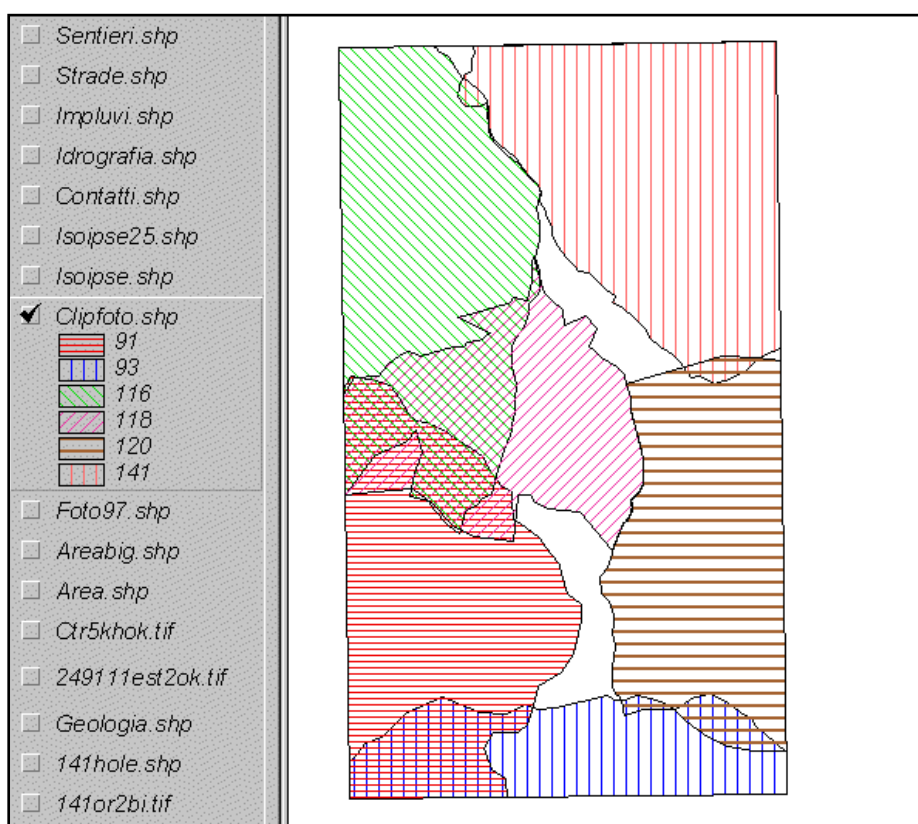 Sentieri.shp
Strade.shp
Impluvi.shp
Idrografia.shp
Contatti.shp
Isoipse25.shp
Isoipse.shp
Clipfoto.shp
91
93
116
118
120
141
Foto97.shp
Areabig.shp
Area.shp
Ctr5khok.tif
249111est2ok.tif
Geologia.shp
141hole.shp
141or2bi.tif